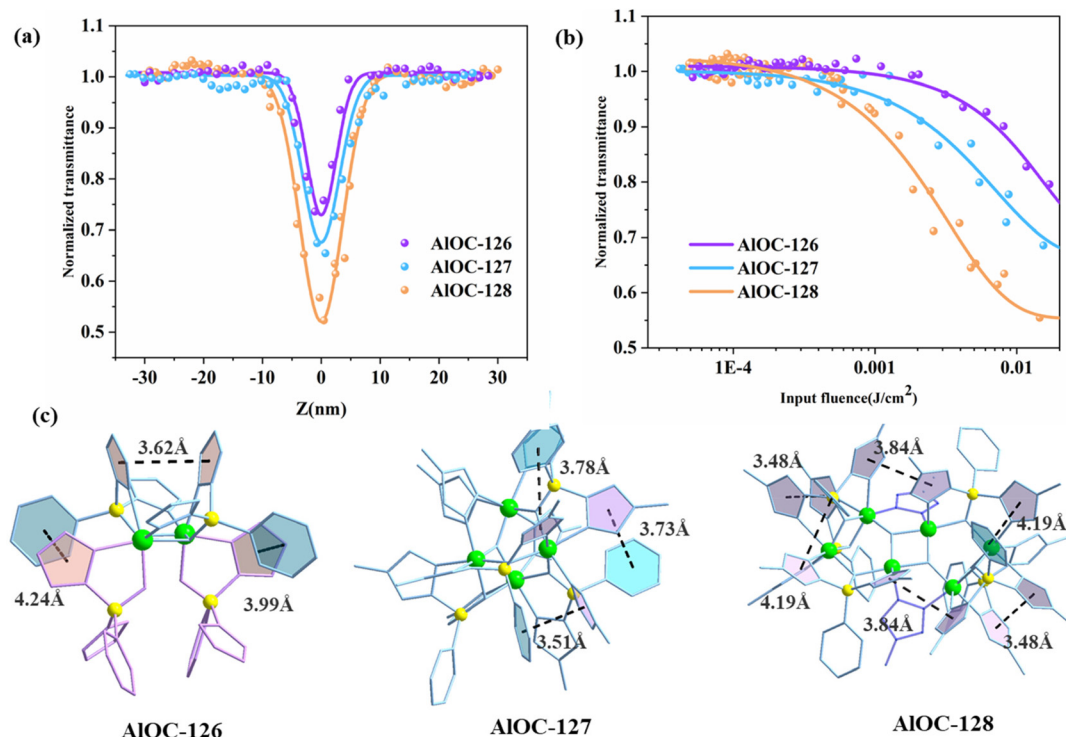 (a)
1.1
1.0
0.9
0.8
0.7
0.6
0.5
Normalized transmittance
AlOC-126
AlOC-127
AlOC-128
-30
-20
-10
0
10
20
30
Z(nm)
(b)
1.1
1.0
0.9
0.8
0.7
0.6
0.5
Normalized transmittance
AlOC-126
AlOC-127
AlOC-128
1E-4
0.001
0.01
Input fluence(J/cm²)
(c)
3.62Å
4.24Å
3.99Å
AlOC-126
3.78Å
3.73Å
3.51Å
AlOC-127
3.48Å
3.84Å
4.19Å
4.19Å
3.84Å
3.48Å
AlOC-128